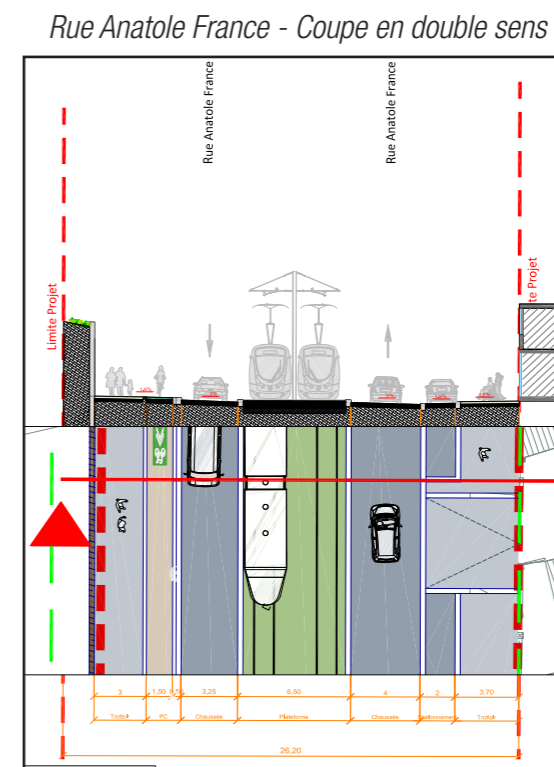 Rue Anatole France - Coupe en double sens
Rue Anatole France
Rue Anatole France
Limite Projet
te Projet
3 1,50 3,25 6,50 4 2 3,70
Trottoir PC Chaussée Plateforme Chaussée Stationnement Trottoir
26,20